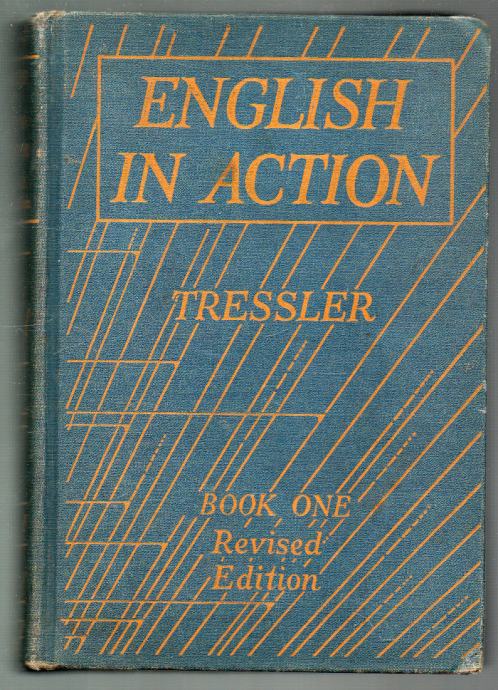 ENGLISH
IN ACTION
TRESSLER
BOOK ONE
Revised
Edition